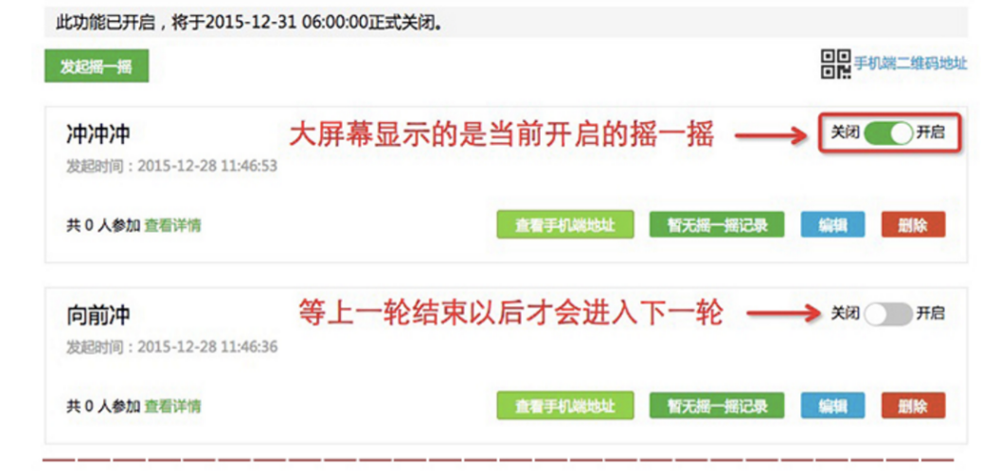 此功能已开启，将于2015-12-31 06:00:00正式关闭。
发起摇一摇 手机端二维码地址
冲冲冲 大屏幕显示的是当前开启的摇一摇 关闭 开启
发起时间：2015-12-28 11:46:53
共 0 人参加 查看详情 查看手机端地址 暂无摇一摇记录 编辑 删除
向前冲 等上一轮结束以后才会进入下一轮 关闭 开启
发起时间：2015-12-28 11:46:36
共 0 人参加 查看详情 查看手机端地址 暂无摇一摇记录 编辑 删除